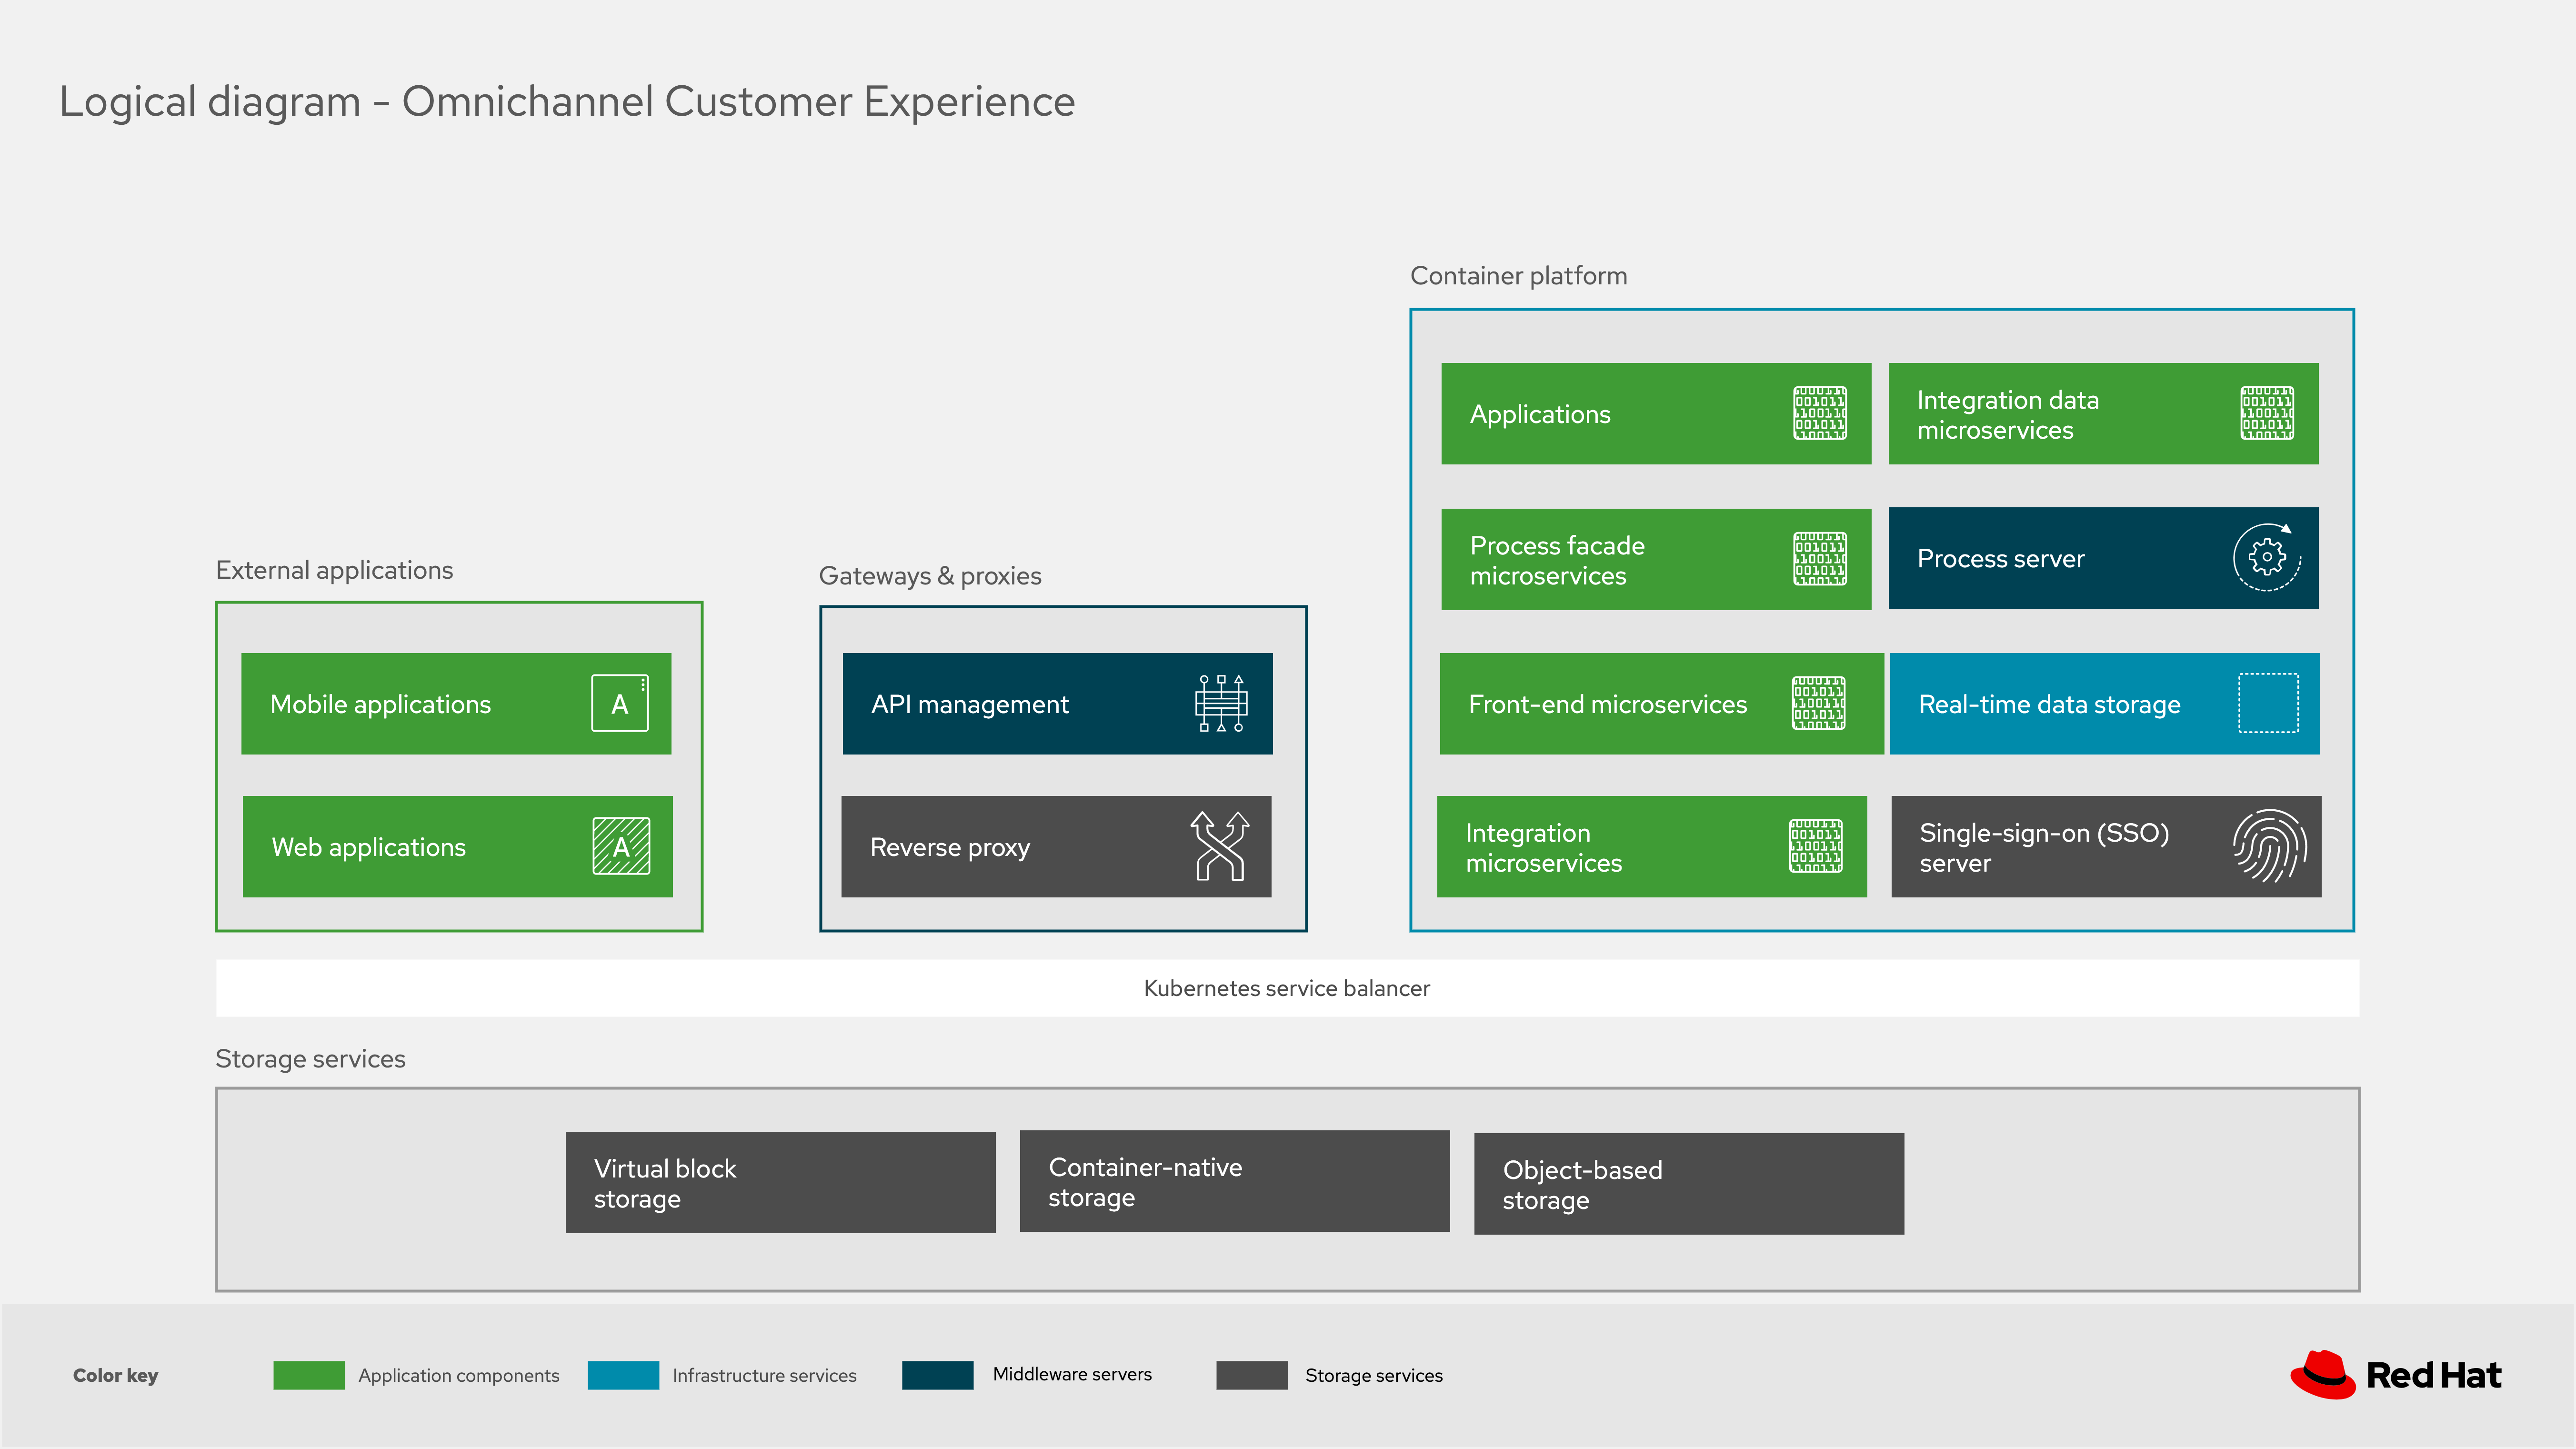 Logical diagram - Omnichannel Customer Experience
Container platform
Applications
Integration data
microservices
Process facade
microservices
Process server
External applications
Gateways & proxies
Mobile applications
A
API management
Front-end microservices
Real-time data storage
Web applications
A
Reverse proxy
Integration
microservices
Single-sign-on (SSO)
server
Kubernetes service balancer
Storage services
Virtual block
storage
Container-native
storage
Object-based
storage
Color key
Application components
Infrastructure services
Middleware servers
Storage services
Red Hat